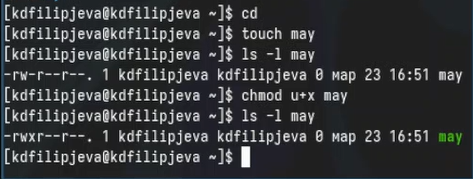 [kdfilipjeva@kdfilipjeva ~]$ cd
[kdfilipjeva@kdfilipjeva ~]$ touch may
[kdfilipjeva@kdfilipjeva ~]$ ls -l may
-rw-r--r--. 1 kdfilipjeva kdfilipjeva 0 мар 23 16:51 may
[kdfilipjeva@kdfilipjeva ~]$ chmod u+x may
[kdfilipjeva@kdfilipjeva ~]$ ls -l may
-rwxr--r--. 1 kdfilipjeva kdfilipjeva 0 мар 23 16:51 may
[kdfilipjeva@kdfilipjeva ~]$